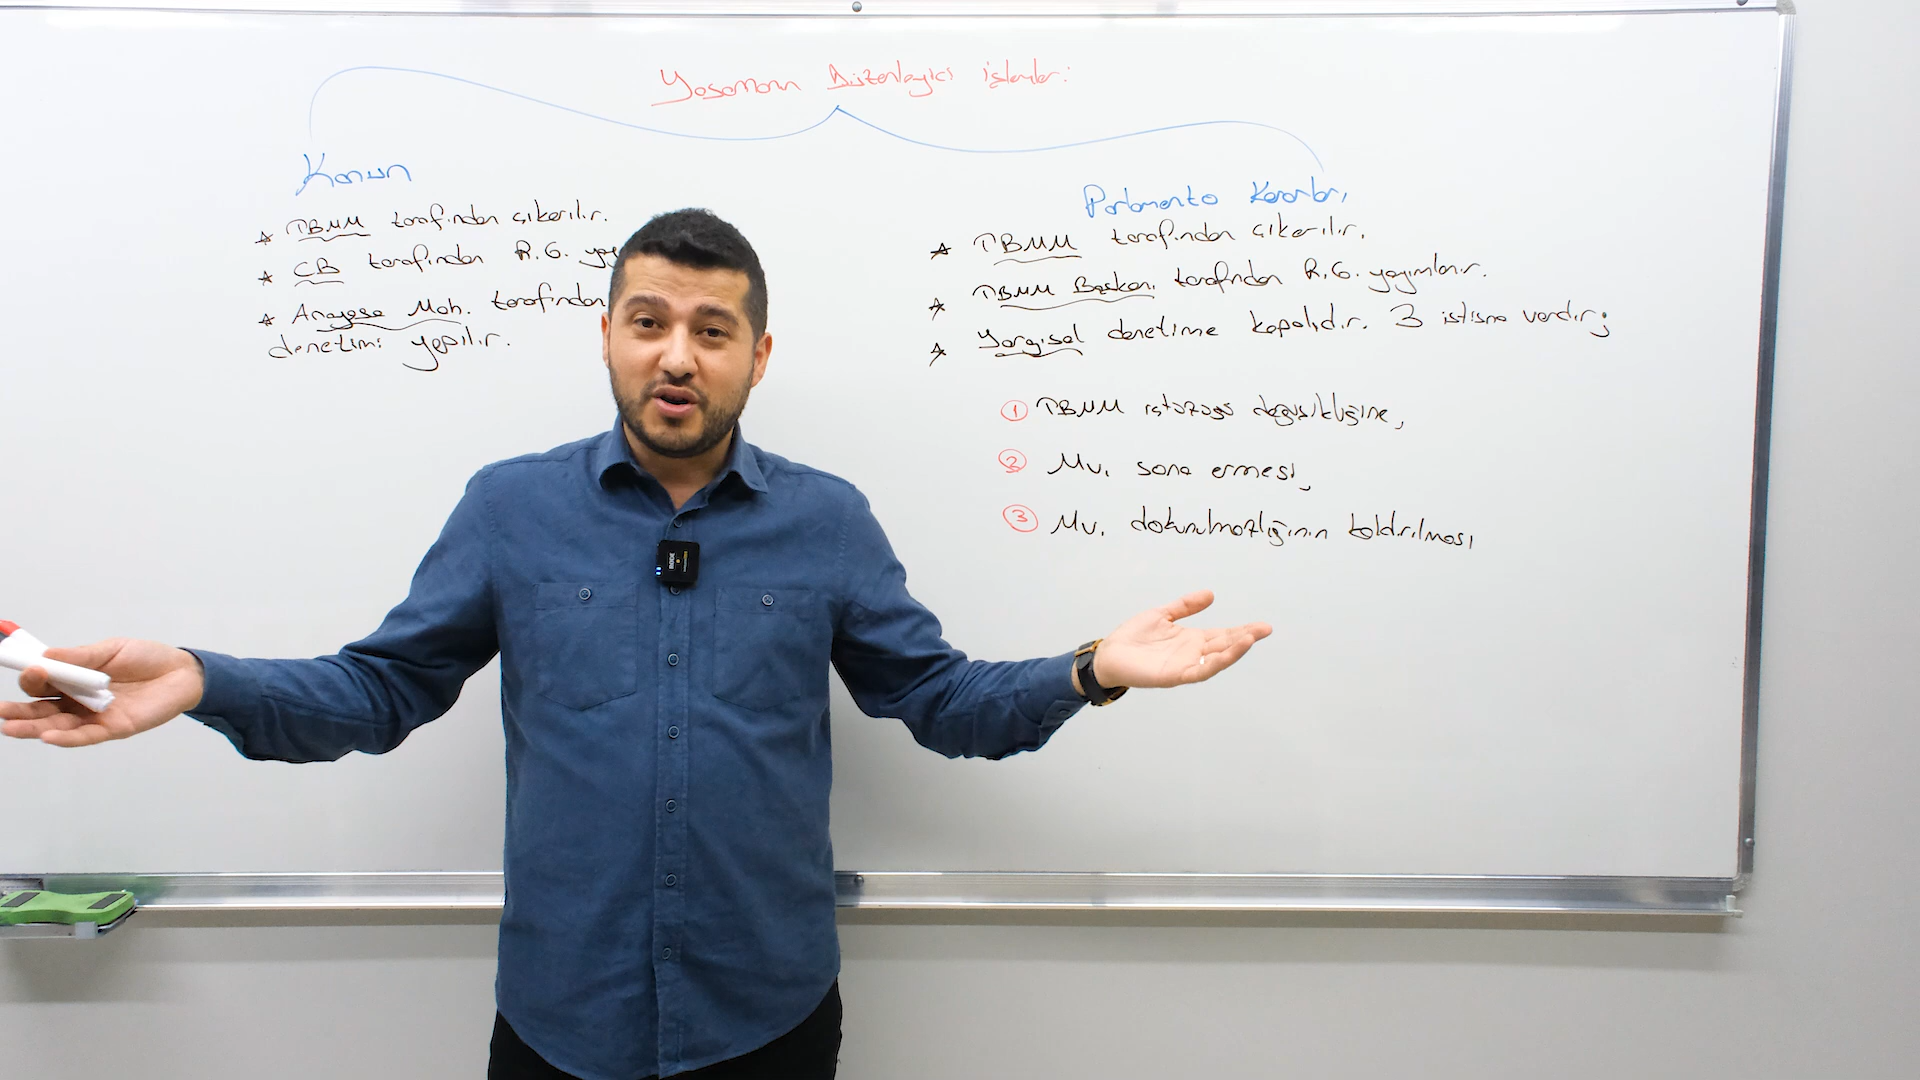 Yasamanın Düzenleyici İşlemler:
Kanun
* TBMM tarafından çıkarılır.
* CB tarafından R.G.
* Anayasa Mah. tarafından
denetimi yapılır.
Parlamento Kararları
* TBMM tarafından çıkarılır.
* TBMM Başkanı tarafından R.G. yayımlanır.
* Yargısal denetime kapalıdır. 3 istisna vardır;
① TBMM içtüzüğü değişikliğine,
② Mv. sona ermesi,
③ Mv. dokunulmazlığının kaldırılması
RODE